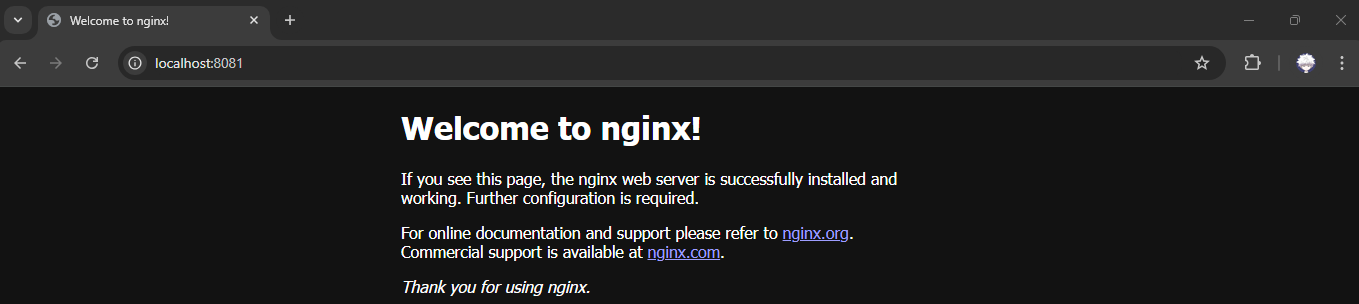 Welcome to nginx!
localhost:8081
Welcome to nginx!
If you see this page, the nginx web server is successfully installed and
working. Further configuration is required.
For online documentation and support please refer to nginx.org.
Commercial support is available at nginx.com.
Thank you for using nginx.